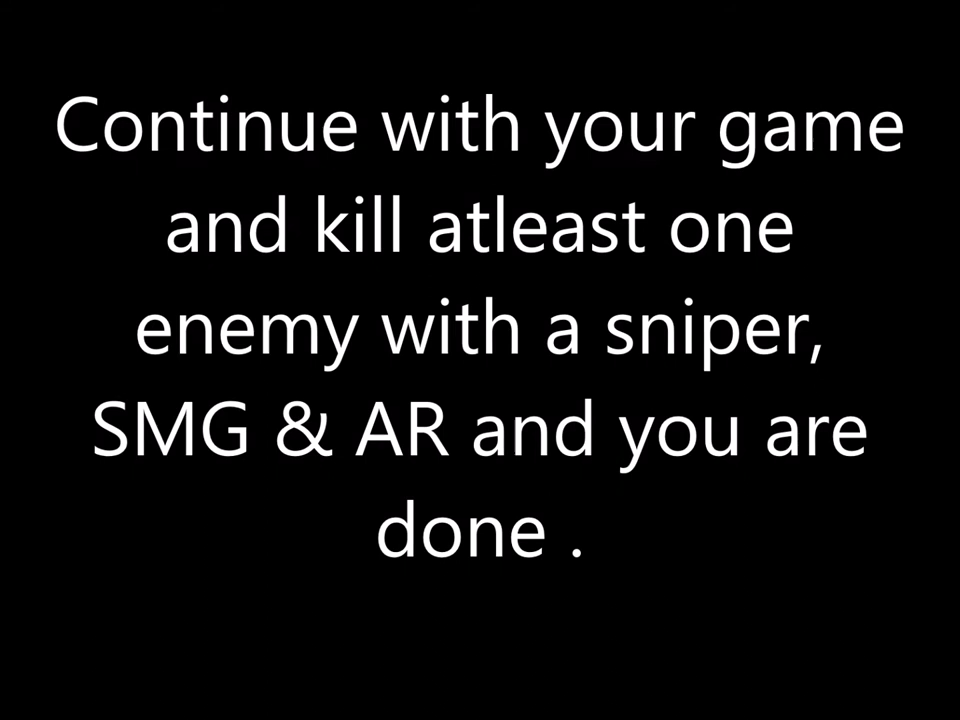 Continue with your game
and kill atleast one
enemy with a sniper,
SMG & AR and you are
done .